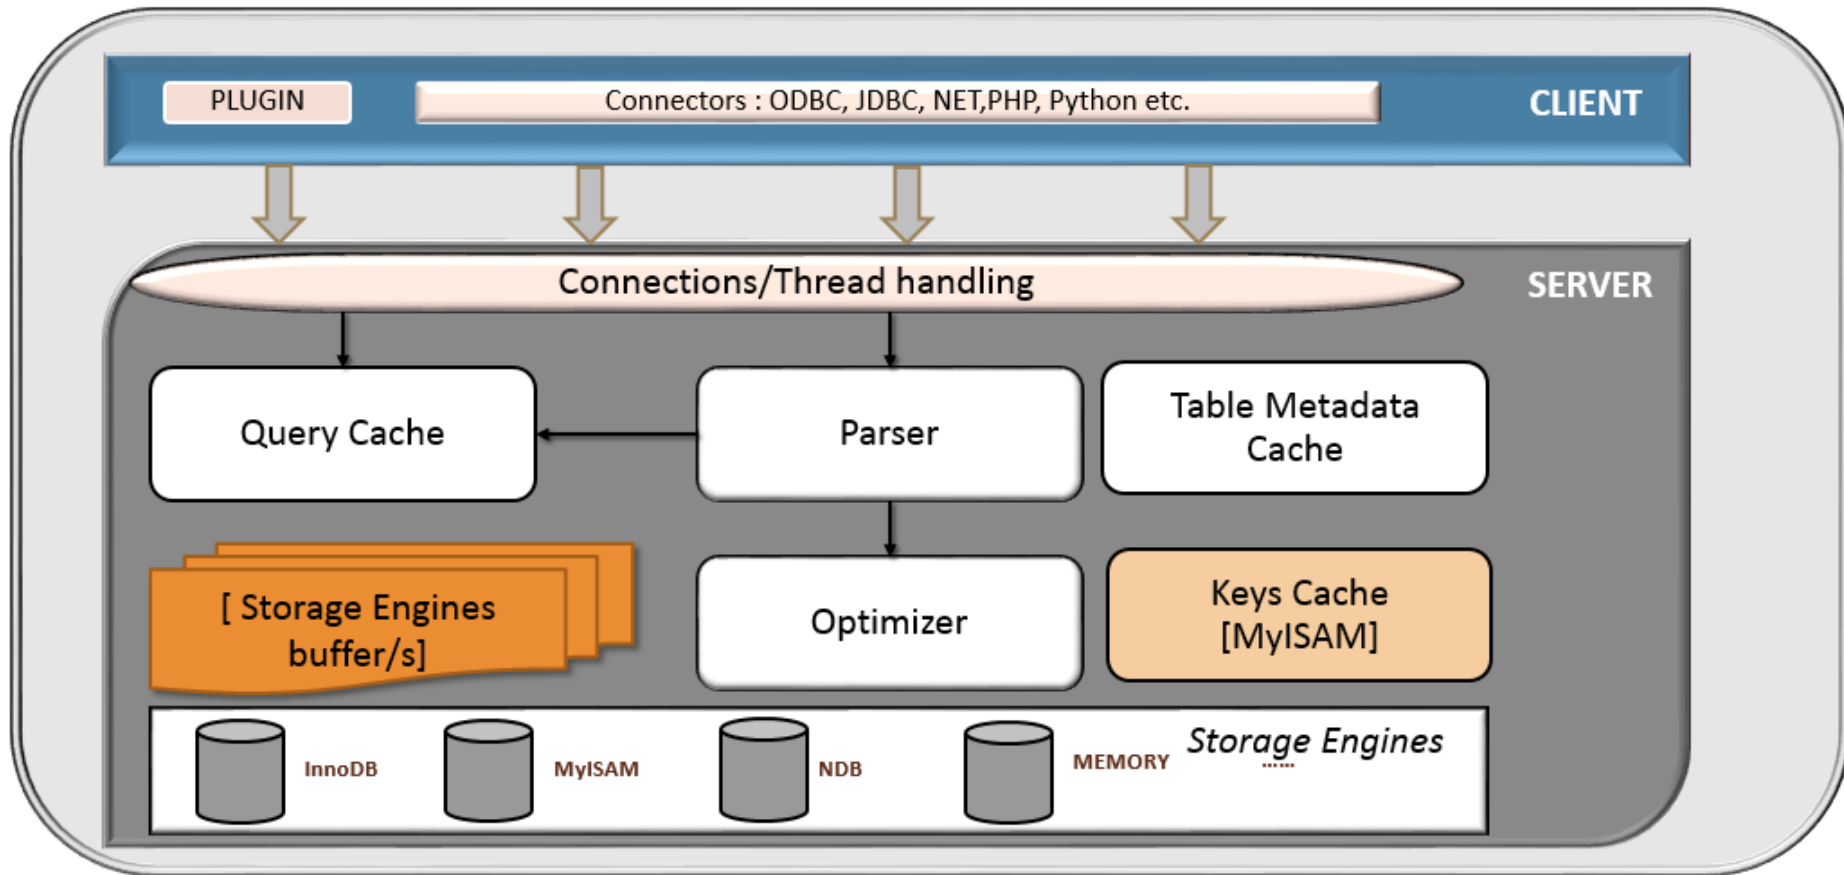 PLUGIN
Connectors : ODBC, JDBC, NET,PHP, Python etc.
CLIENT
Connections/Thread handling
SERVER
Query Cache
Parser
Table Metadata
Cache
[ Storage Engines
buffer/s]
Optimizer
Keys Cache
[MyISAM]
InnoDB
MyISAM
NDB
MEMORY
Storage Engines
......